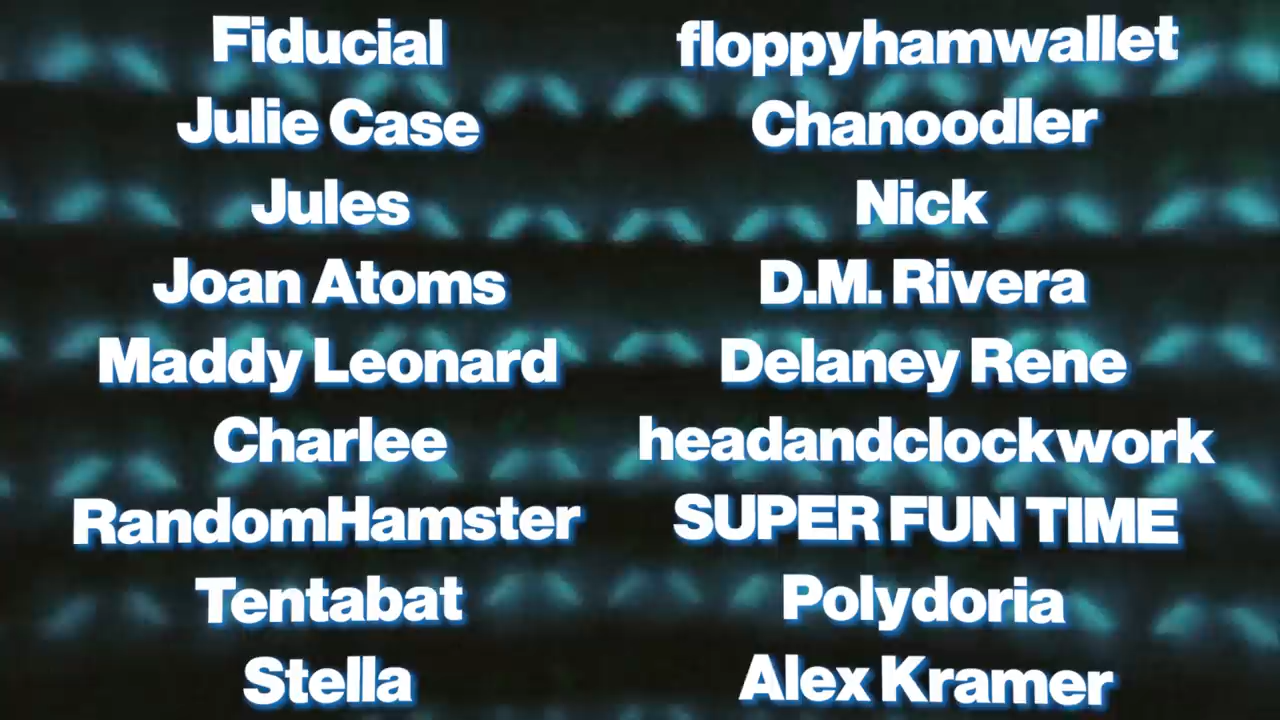 Fiducial
floppyhamwallet
Julie Case
Chanoodler
Jules
Nick
Joan Atoms
D.M. Rivera
Maddy Leonard
Delaney Rene
Charlee
headandclockwork
RandomHamster
SUPER FUN TIME
Tentabat
Polydoria
Stella
Alex Kramer